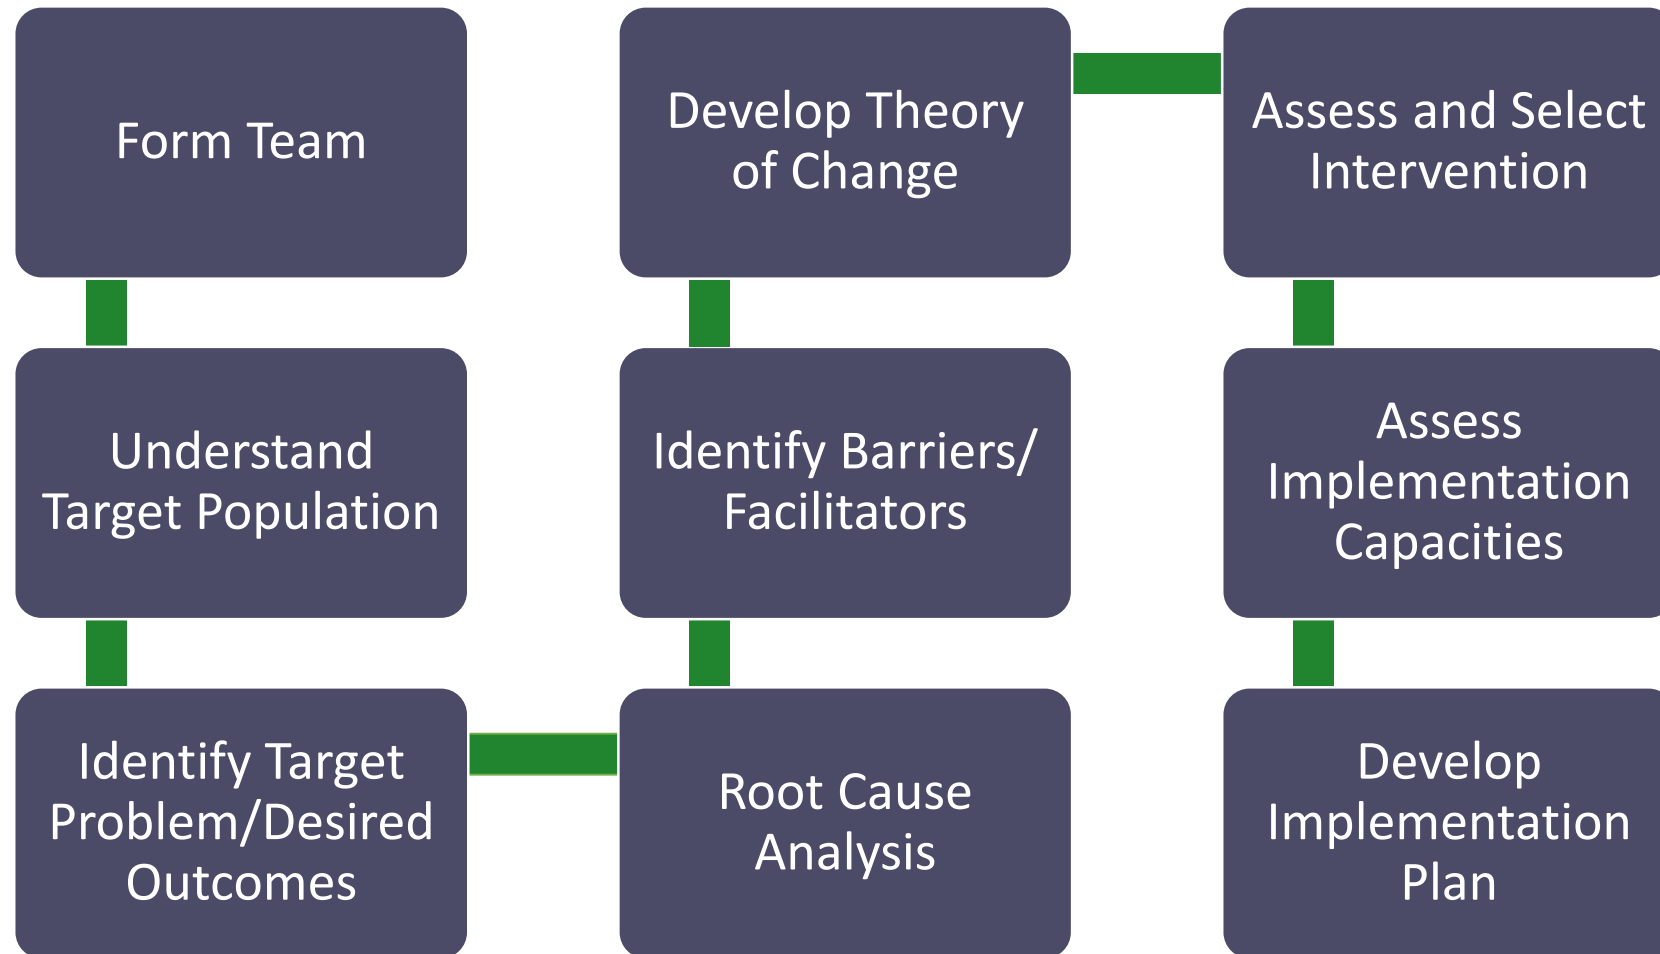 Form Team
Understand
Target Population
Identify Target
Problem/Desired
Outcomes
Root Cause
Analysis
Identify Barriers/
Facilitators
Develop Theory
of Change
Assess and Select
Intervention
Assess
Implementation
Capacities
Develop
Implementation
Plan